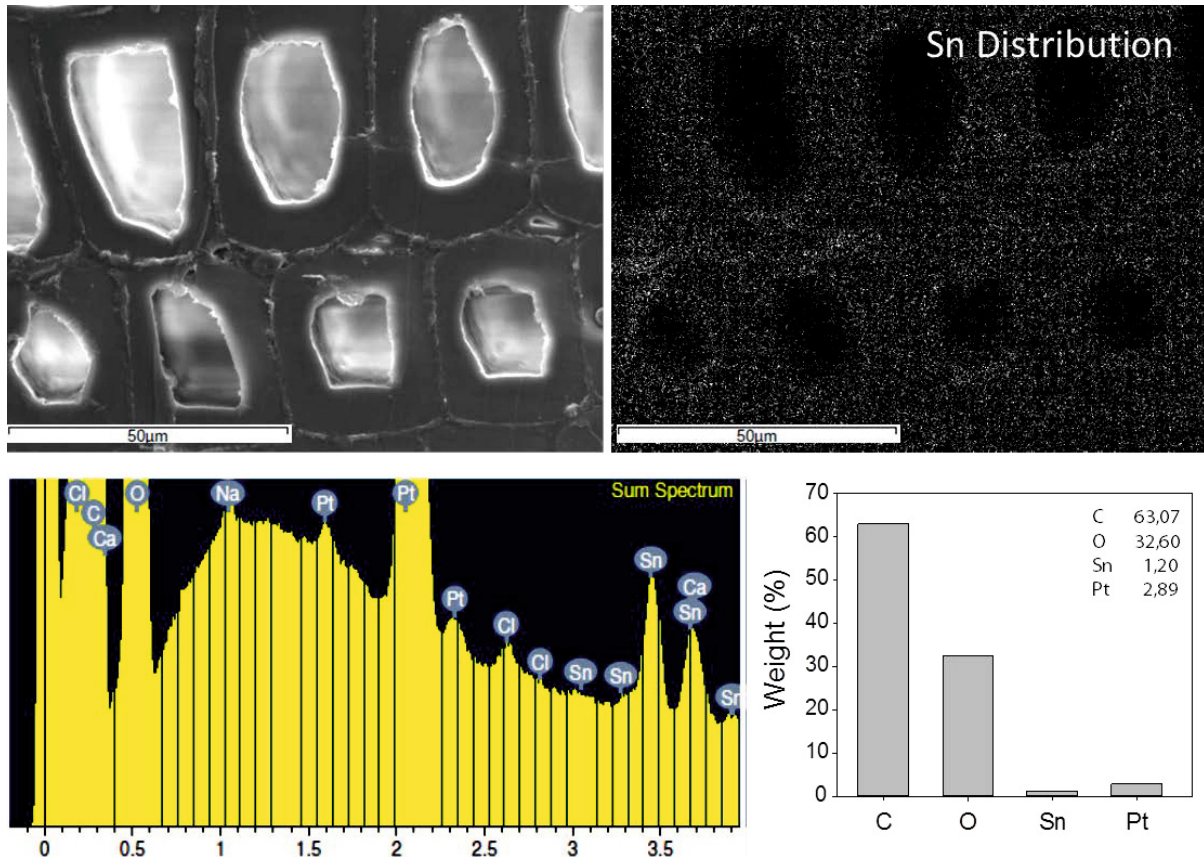 Sn Distribution
50µm
50µm
Sum Spectrum
Cl
C
Ca
O
Na
Pt
Pt
Pt
Cl
Cl
Sn
Sn
Sn
Ca
Sn
Sn
0 0.5 1 1.5 2 2.5 3 3.5
Weight (%)
70
60
50
40
30
20
10
0
C 63,07
O 32,60
Sn 1,20
Pt 2,89
C O Sn Pt